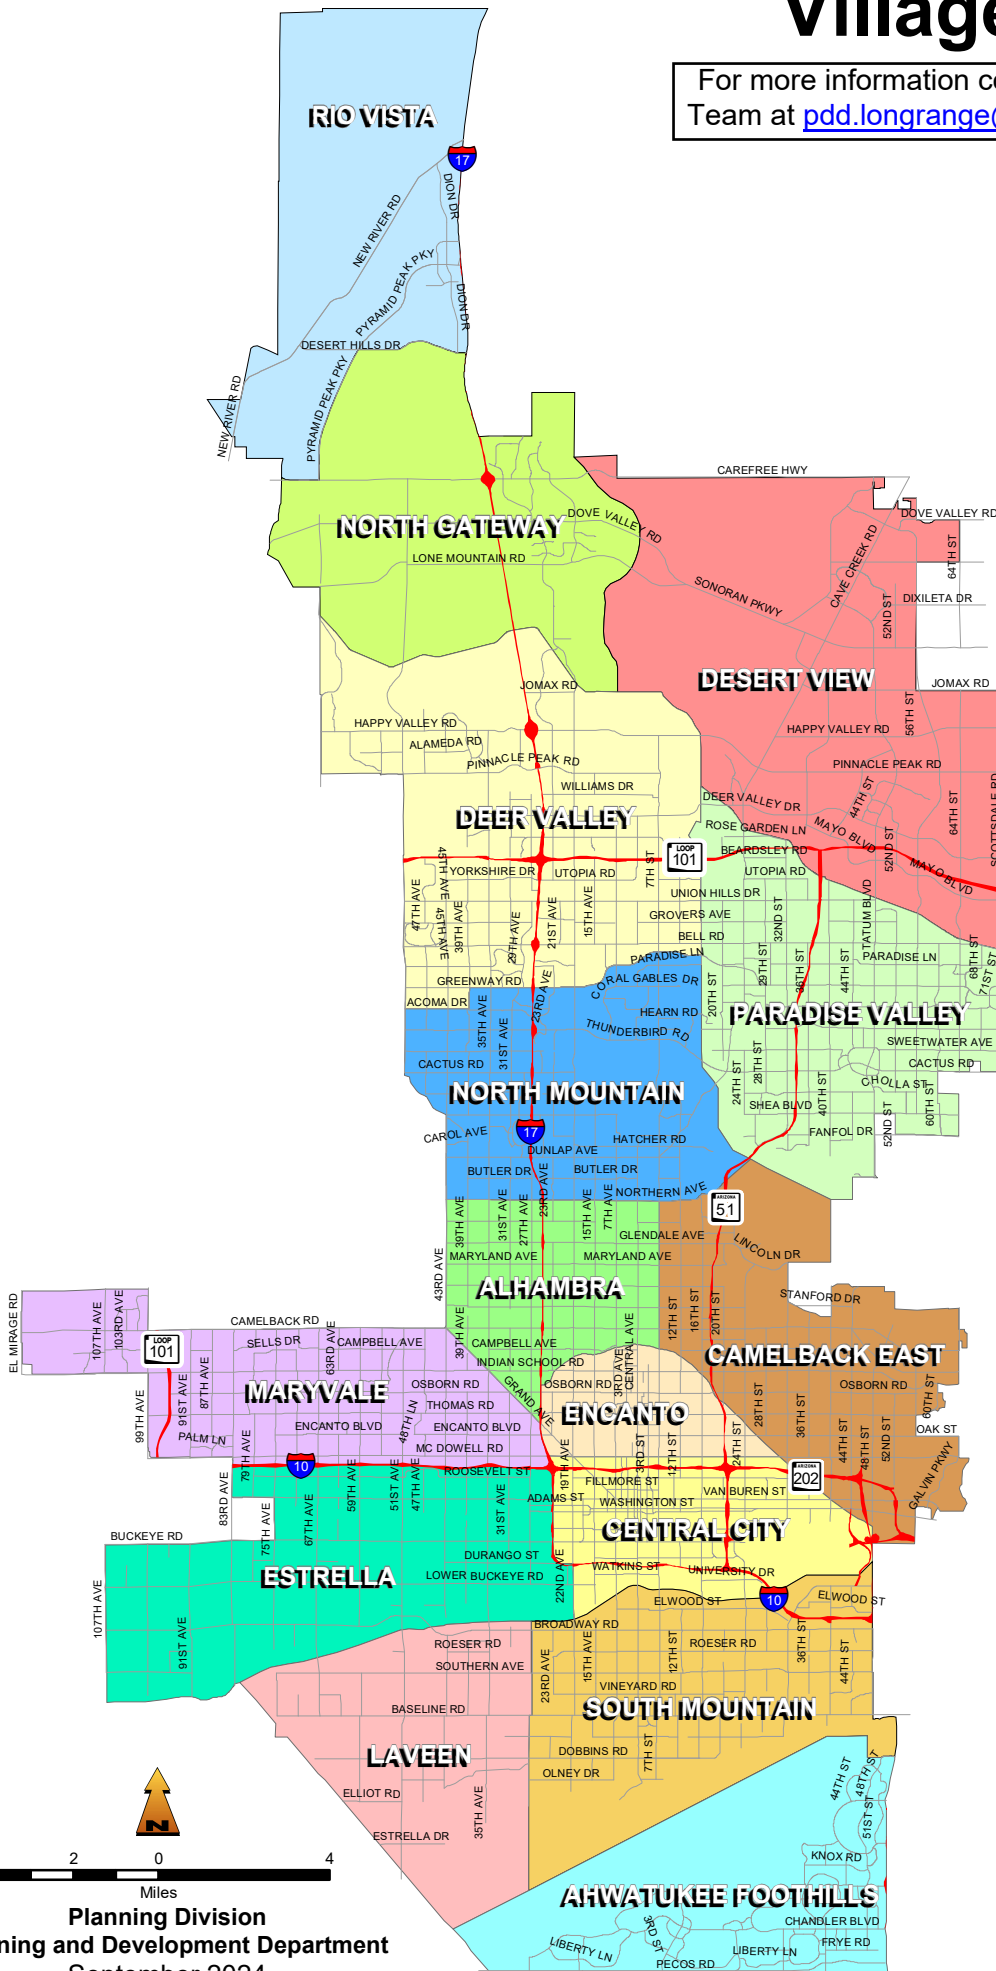 Village
For more information co
Team at pdd.longrange@
RIO VISTA
17
DION DR
NEW RIVER RD
PYRAMID PEAK PKY
DION DR
DESERT HILLS DR
PYRAMID PEAK PKY
NEW RIVER RD
CAREFREE HWY
NORTH GATEWAY
DOVE VALLEY RD
DOVE VALLEY RD
LONE MOUNTAIN RD
SONORAN PKWY
CAVE CREEK RD
64TH ST
DIXILETA DR
52ND ST
DESERT VIEW
JOMAX RD
JOMAX RD
HAPPY VALLEY RD
HAPPY VALLEY RD
56TH ST
ALAMEDA RD
PINNACLE PEAK RD
PINNACLE PEAK RD
WILLIAMS DR
DEER VALLEY DR
44TH ST
64TH ST
SCOTTSDALE RD
DEER VALLEY
ROSE GARDEN LN
MAYO BLVD
52ND ST
MAYO BLVD
BEARDSLEY RD
LOOP
101
7TH ST
45TH AVE
YORKSHIRE DR
UTOPIA RD
UTOPIA RD
47TH AVE
45TH AVE
39TH AVE
29TH AVE
21ST AVE
15TH AVE
UNION HILLS DR
GROVERS AVE
BELL RD
32ND ST
TATUM BLVD
PARADISE LN
PARADISE LN
68TH ST
71ST ST
29TH ST
36TH ST
44TH ST
GREENWAY RD
23RD AVE
CORAL GABLES DR
20TH ST
ACOMA DR
35TH AVE
31ST AVE
HEARN RD
PARADISE VALLEY
THUNDERBIRD RD
SWEETWATER AVE
CACTUS RD
CACTUS RD
24TH ST
28TH ST
CHOLLA ST
40TH ST
60TH ST
NORTH MOUNTAIN
SHEA BLVD
52ND ST
FANFOL DR
17
CAROL AVE
HATCHER RD
DUNLAP AVE
BUTLER DR
BUTLER DR
23RD AVE
NORTHERN AVE
ARIZONA
51
39TH AVE
31ST AVE
27TH AVE
15TH AVE
7TH AVE
GLENDALE AVE
LINCOLN DR
MARYLAND AVE
MARYLAND AVE
43RD AVE
ALHAMBRA
STANFORD DR
EL MIRAGE RD
107TH AVE
103RD AVE
CAMELBACK RD
12TH ST
16TH ST
20TH ST
LOOP
101
SELLS DR
63RD AVE
CAMPBELL AVE
39TH AVE
CAMPBELL AVE
CENTRAL AVE
3RD AVE
INDIAN SCHOOL RD
CAMELBACK EAST
91ST AVE
87TH AVE
MARYVALE
OSBORN RD
OSBORN RD
OSBORN RD
60TH ST
99TH AVE
THOMAS RD
48TH LN
GRAND AVE
ENCANTO
28TH ST
36TH ST
ENCANTO BLVD
ENCANTO BLVD
OAK ST
PALM LN
79TH AVE
MC DOWELL RD
19TH AVE
3RD ST
12TH ST
24TH ST
44TH ST
48TH ST
52ND ST
10
ROOSEVELT ST
ARIZONA
202
GALVIN PKWY
83RD AVE
59TH AVE
51ST AVE
47TH AVE
FILLMORE ST
VAN BUREN ST
ADAMS ST
WASHINGTON ST
31ST AVE
BUCKEYE RD
75TH AVE
67TH AVE
CENTRAL CITY
DURANGO ST
WATKINS ST
UNIVERSITY DR
ESTRELLA
LOWER BUCKEYE RD
22ND AVE
107TH AVE
91ST AVE
10
ELWOOD ST
ELWOOD ST
BROADWAY RD
ROESER RD
ROESER RD
SOUTHERN AVE
23RD AVE
15TH AVE
12TH ST
36TH ST
44TH ST
VINEYARD RD
BASELINE RD
SOUTH MOUNTAIN
LAVEEN
DOBBINS RD
7TH ST
OLNEY DR
44TH ST
48TH ST
51ST ST
ELLIOT RD
35TH AVE
ESTRELLA DR
KNOX RD
N
2 0 4
Miles
AHWATUKEE FOOTHILLS
CHANDLER BLVD
3RD ST
FRYE RD
LIBERTY LN
LIBERTY LN
PECOS RD
Planning Division
ning and Development Department
September 2024